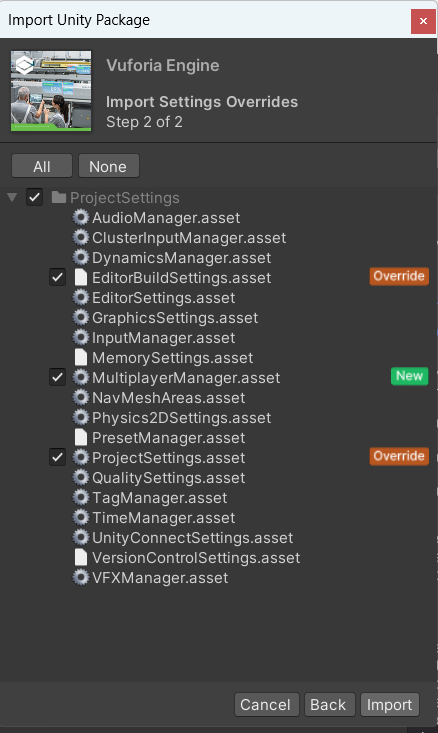 Import Unity Package
Vuforia Engine
Import Settings Overrides
Step 2 of 2
All None
ProjectSettings
AudioManager.asset
ClusterInputManager.asset
DynamicsManager.asset
EditorBuildSettings.asset Override
EditorSettings.asset
GraphicsSettings.asset
InputManager.asset
MemorySettings.asset
MultiplayerManager.asset New
NavMeshAreas.asset
Physics2DSettings.asset
PresetManager.asset
ProjectSettings.asset Override
QualitySettings.asset
TagManager.asset
TimeManager.asset
UnityConnectSettings.asset
VersionControlSettings.asset
VFXManager.asset
Cancel Back Import